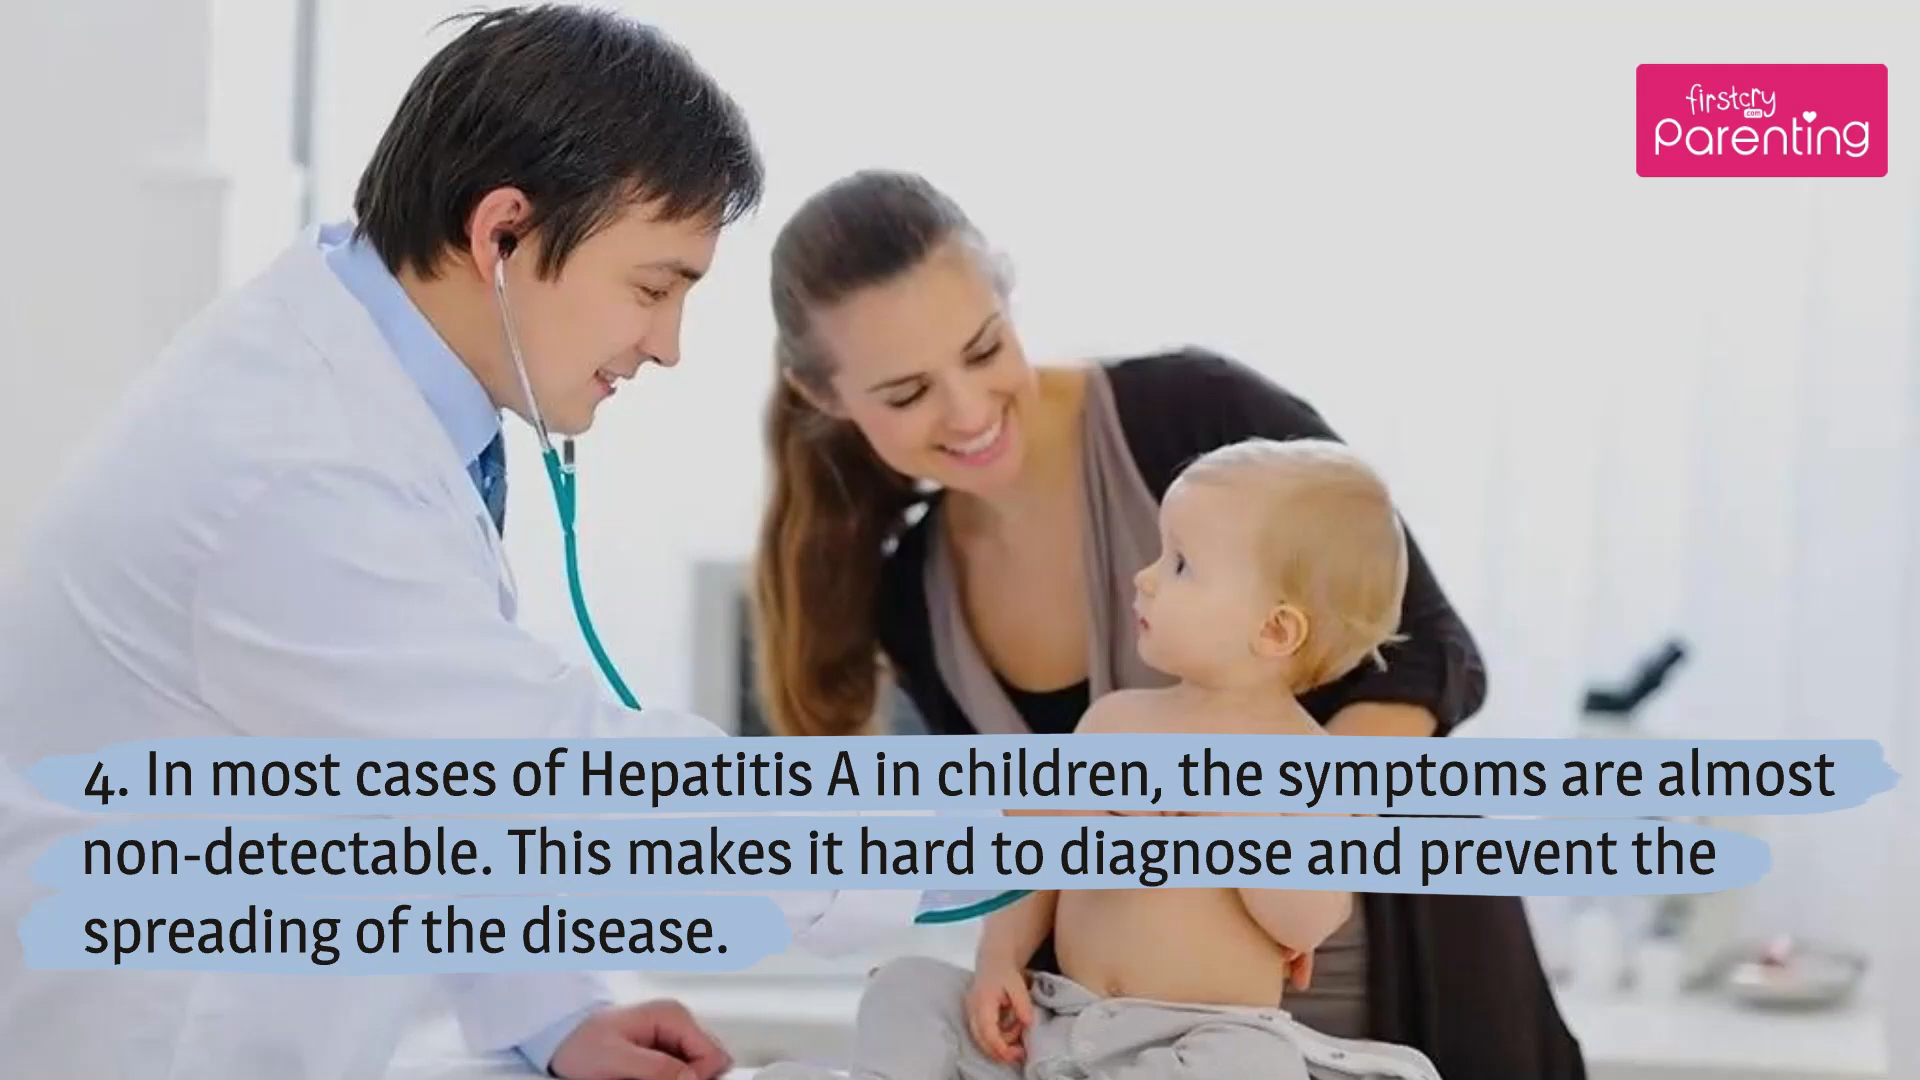 firstcry
.com
Parenting
4. In most cases of Hepatitis A in children, the symptoms are almost
non-detectable. This makes it hard to diagnose and prevent the
spreading of the disease.